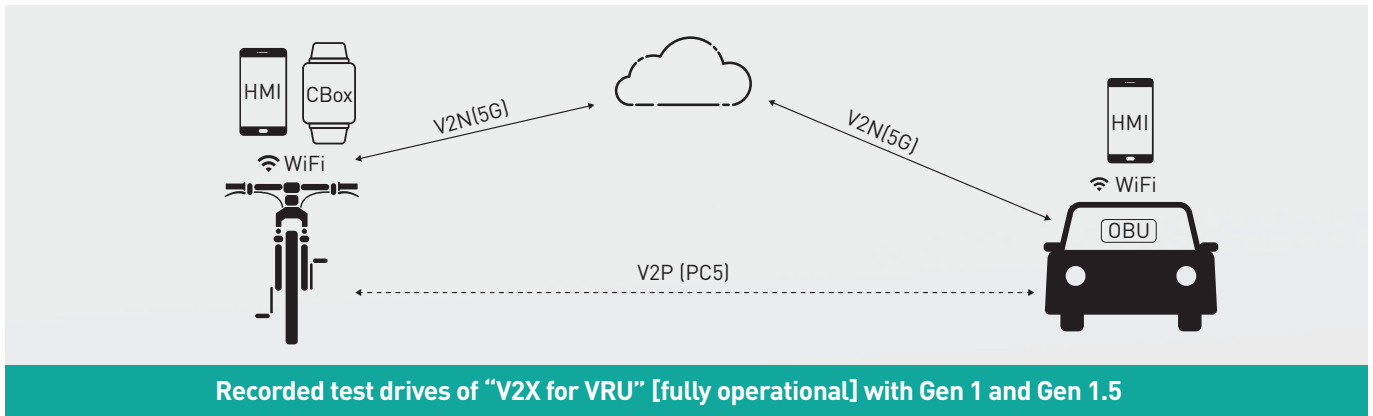 HMI
CBox
WiFi
V2N(5G)
V2N(5G)
HMI
WiFi
OBU
V2P (PC5)
Recorded test drives of “V2X for VRU” [fully operational] with Gen 1 and Gen 1.5